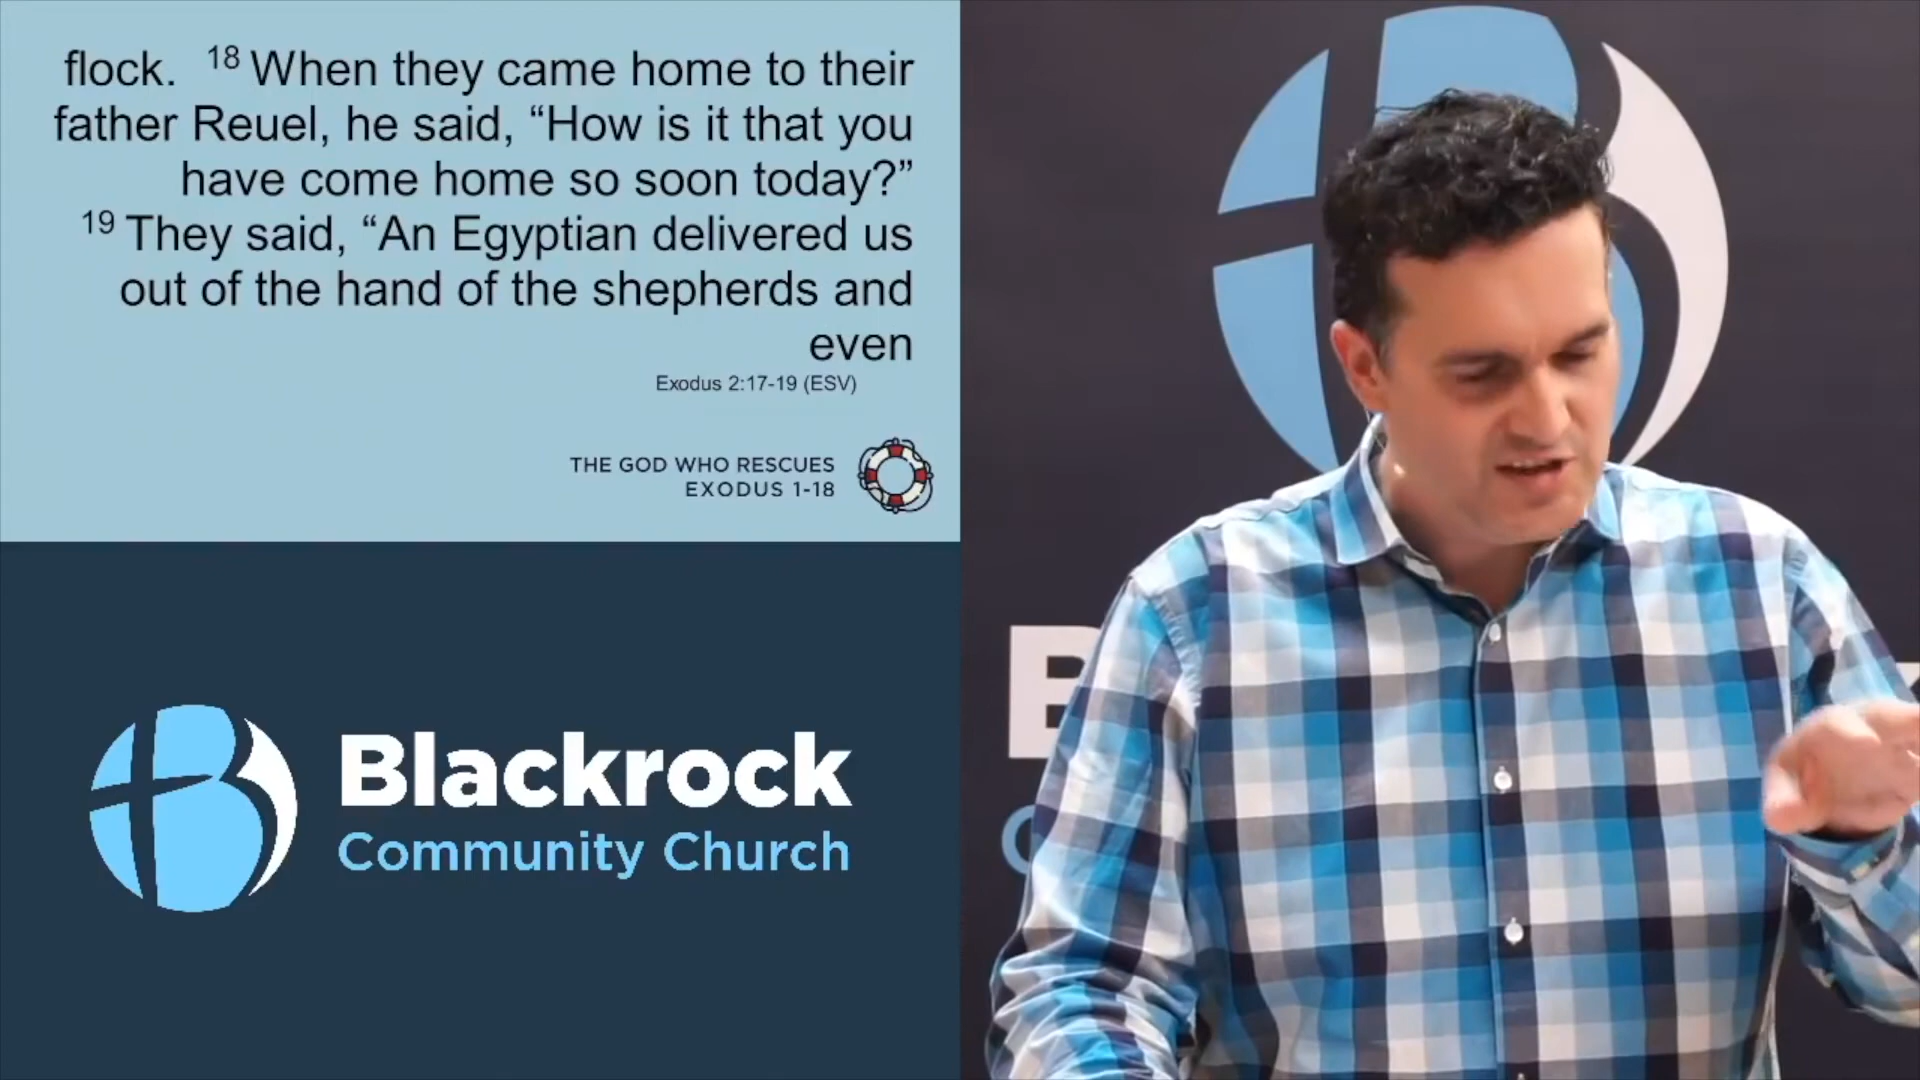 flock. 18 When they came home to their
father Reuel, he said, “How is it that you
have come home so soon today?”
19 They said, “An Egyptian delivered us
out of the hand of the shepherds and
even
Exodus 2:17-19 (ESV)
THE GOD WHO RESCUES
EXODUS 1-18
Blackrock
Community Church
B
C